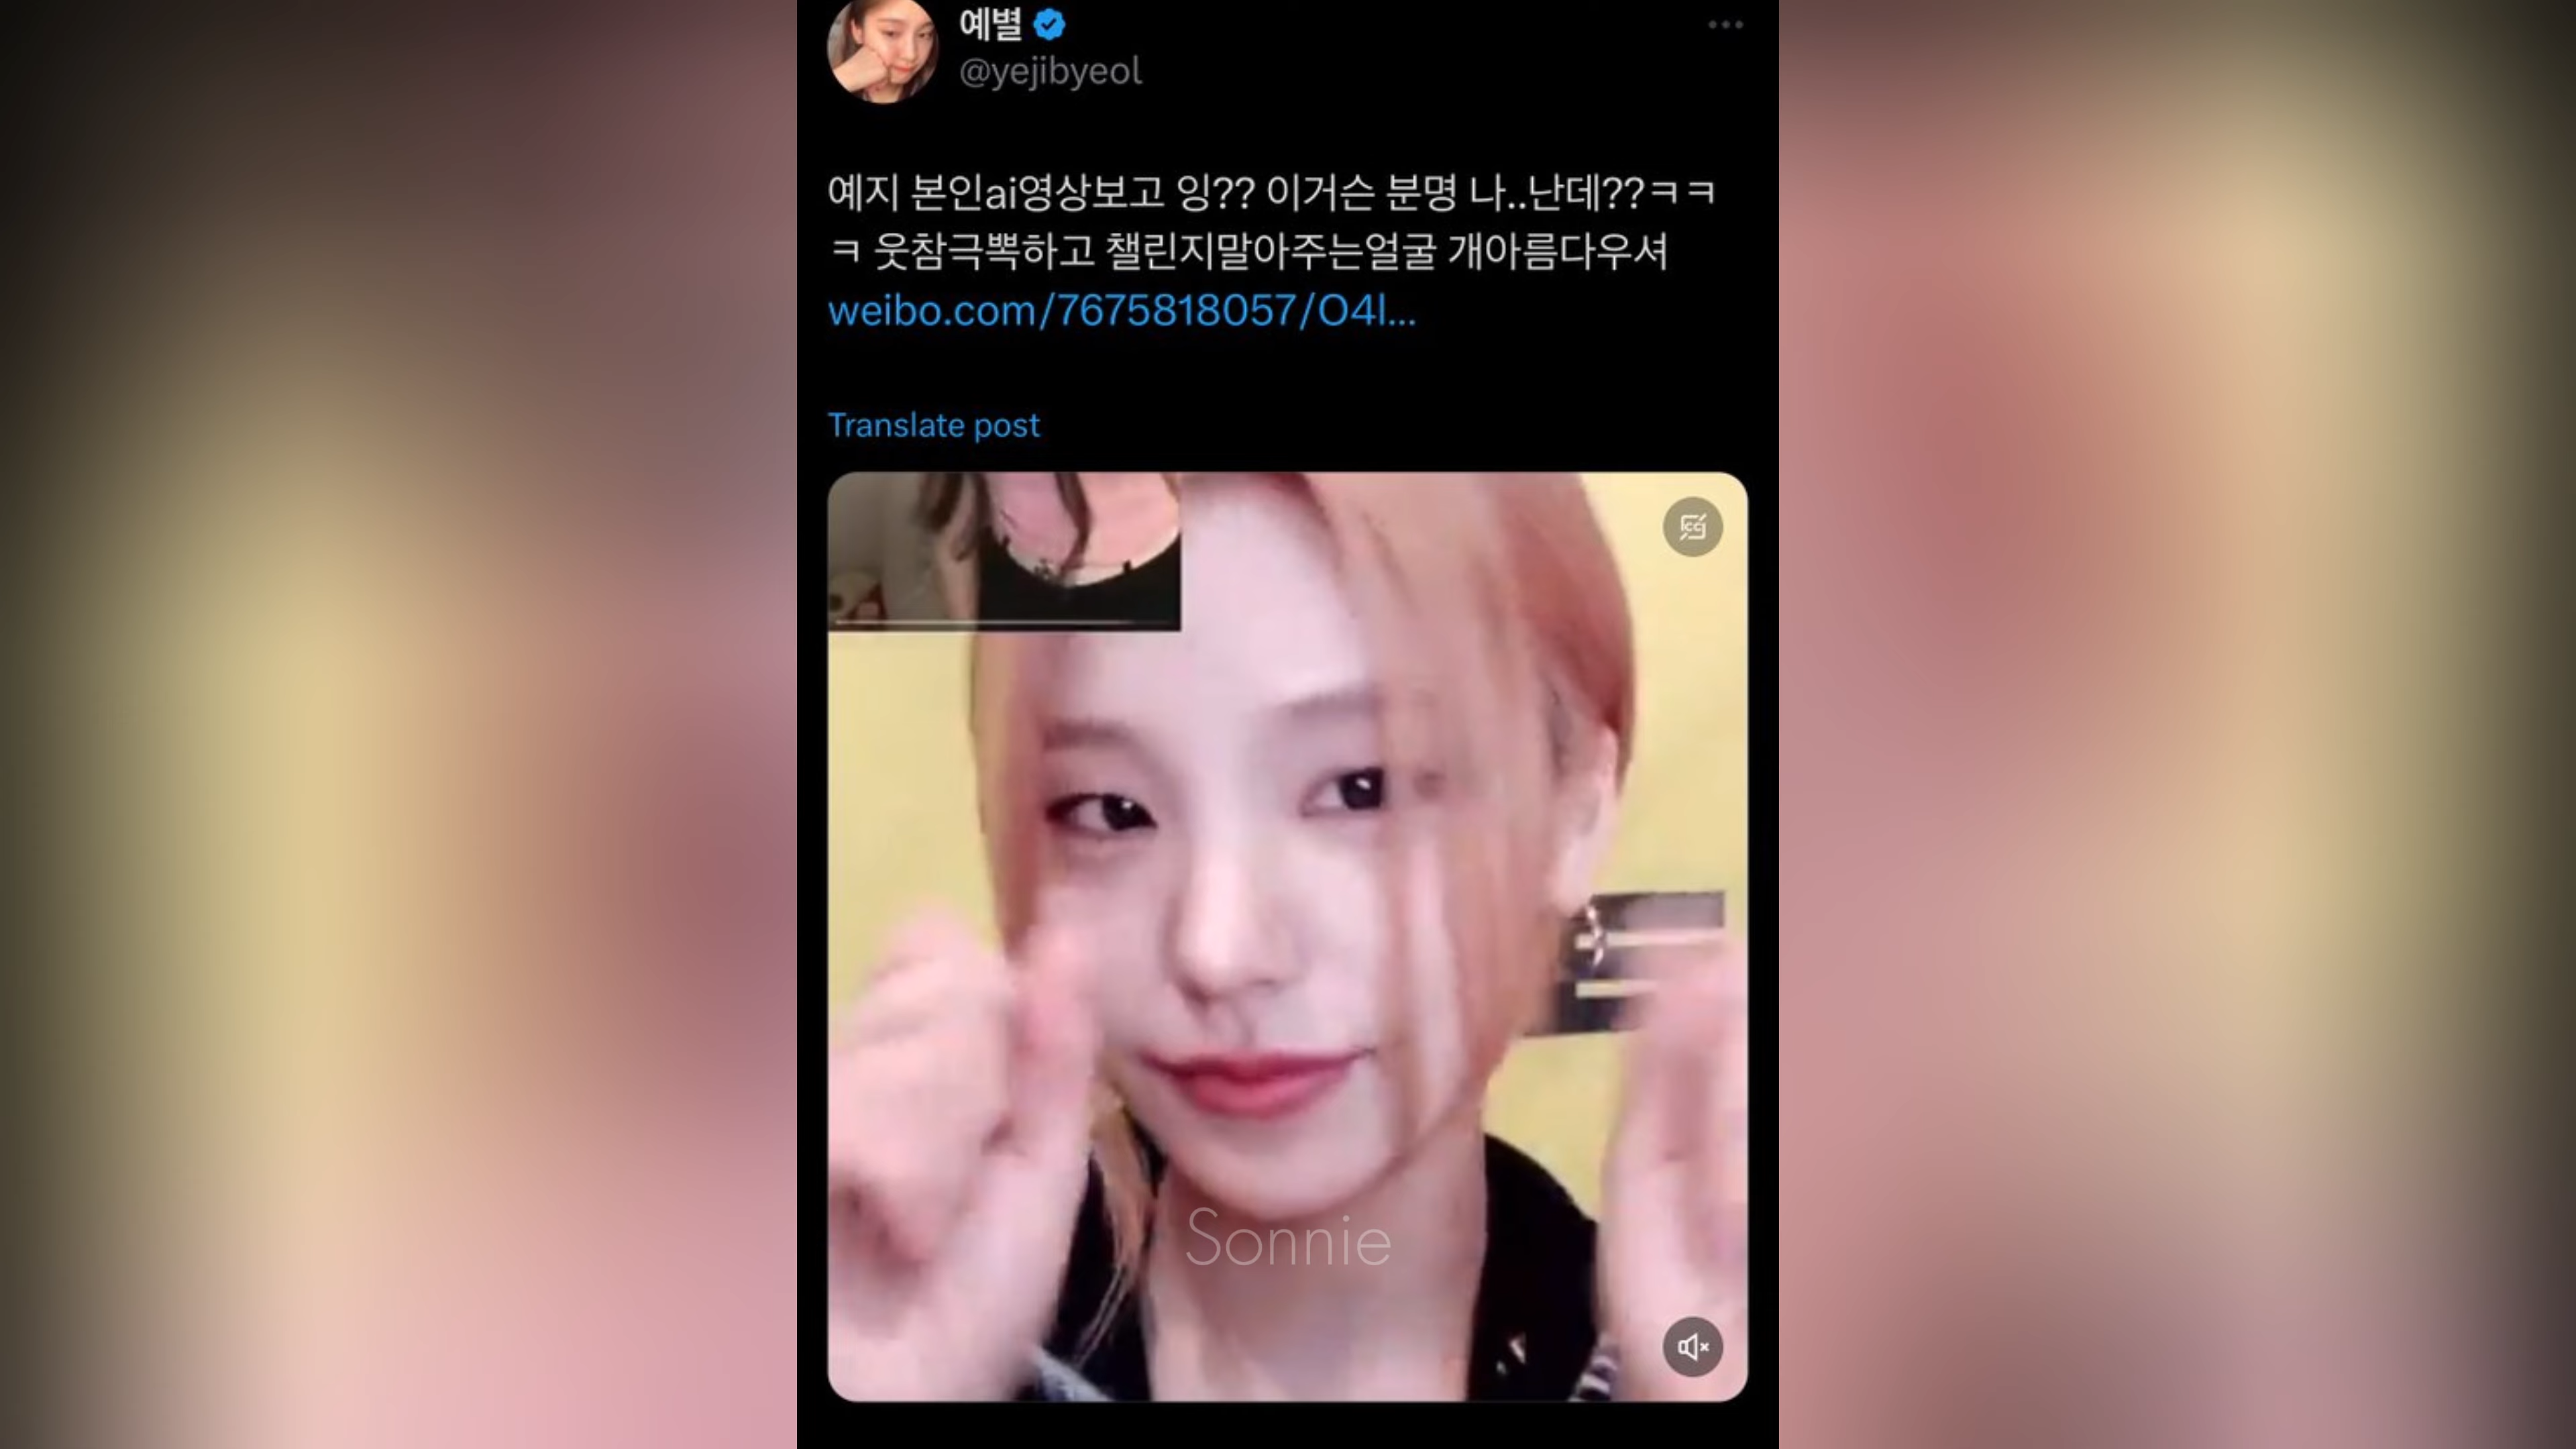 예별
@yejibyeol
예지 본인ai영상보고 잉?? 이거슨 분명 나..난데??ㅋㅋ
ㅋ 웃참극뽁하고 챌린지말아주는얼굴 개아름다우셔
weibo.com/7675818057/O4l...
Translate post
CC
Sonnie